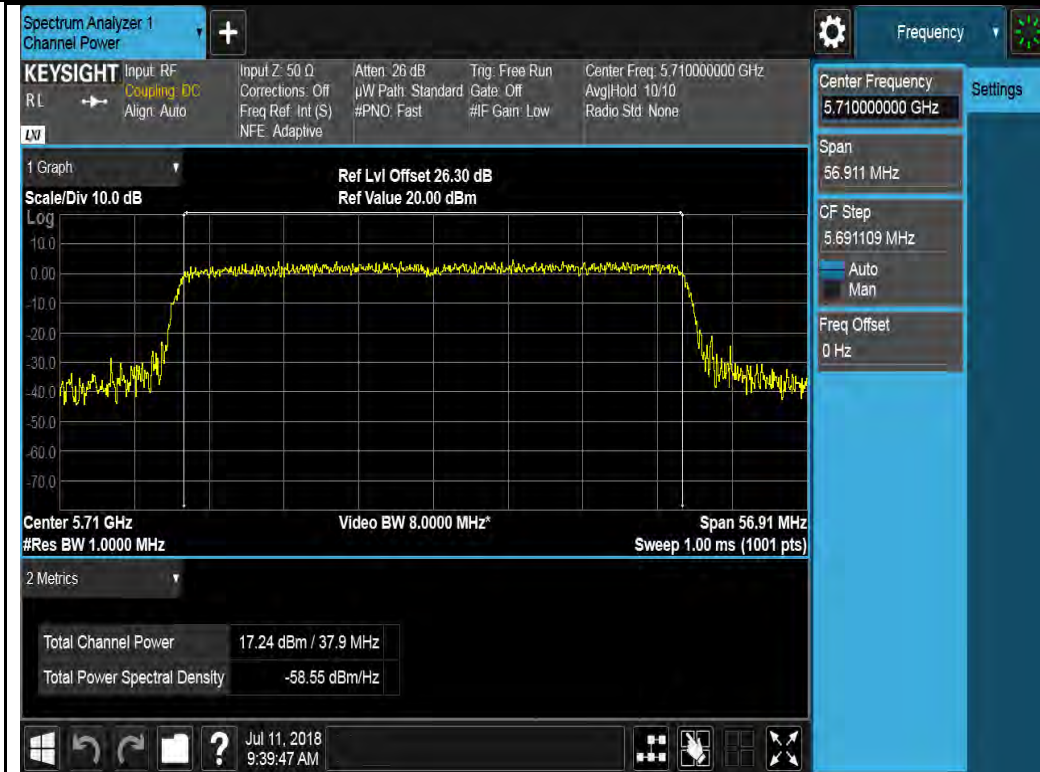 Spectrum Analyzer 1
Channel Power
+
Frequency
KEYSIGHT
RL
LXI
Input: RF
Coupling: DC
Align: Auto
Input Z: 50 Ω
Corrections: Off
Freq Ref: Int (S)
NFE: Adaptive
Atten: 26 dB
µW Path: Standard
#PNO: Fast
Trig: Free Run
Gate: Off
#IF Gain: Low
Center Freq: 5.710000000 GHz
Avg|Hold: 10/10
Radio Std: None
Center Frequency
5.710000000 GHz
Settings
Span
56.911 MHz
CF Step
5.691109 MHz
Auto
Man
Freq Offset
0 Hz
1 Graph
Scale/Div 10.0 dB
Ref Lvl Offset 26.30 dB
Ref Value 20.00 dBm
Log
10.0
0.00
-10.0
-20.0
-30.0
-40.0
-50.0
-60.0
-70.0
Center 5.71 GHz
#Res BW 1.0000 MHz
Video BW 8.0000 MHz*
Span 56.91 MHz
Sweep 1.00 ms (1001 pts)
2 Metrics
Total Channel Power 17.24 dBm / 37.9 MHz
Total Power Spectral Density -58.55 dBm/Hz
?
Jul 11, 2018
9:39:47 AM